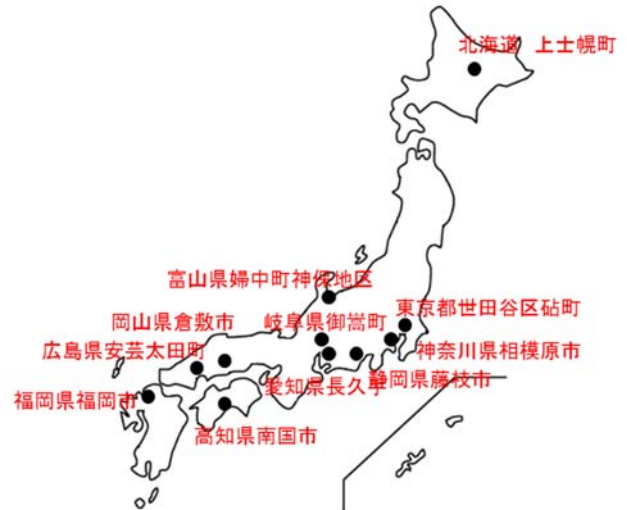 北海道 上士幌町
富山県婦中町神保地区
東京都世田谷区砧町
岡山県倉敷市
岐阜県御嵩町
広島県安芸太田町
神奈川県相模原市
静岡県藤枝市
愛知県長久手
福岡県福岡市
高知県南国市